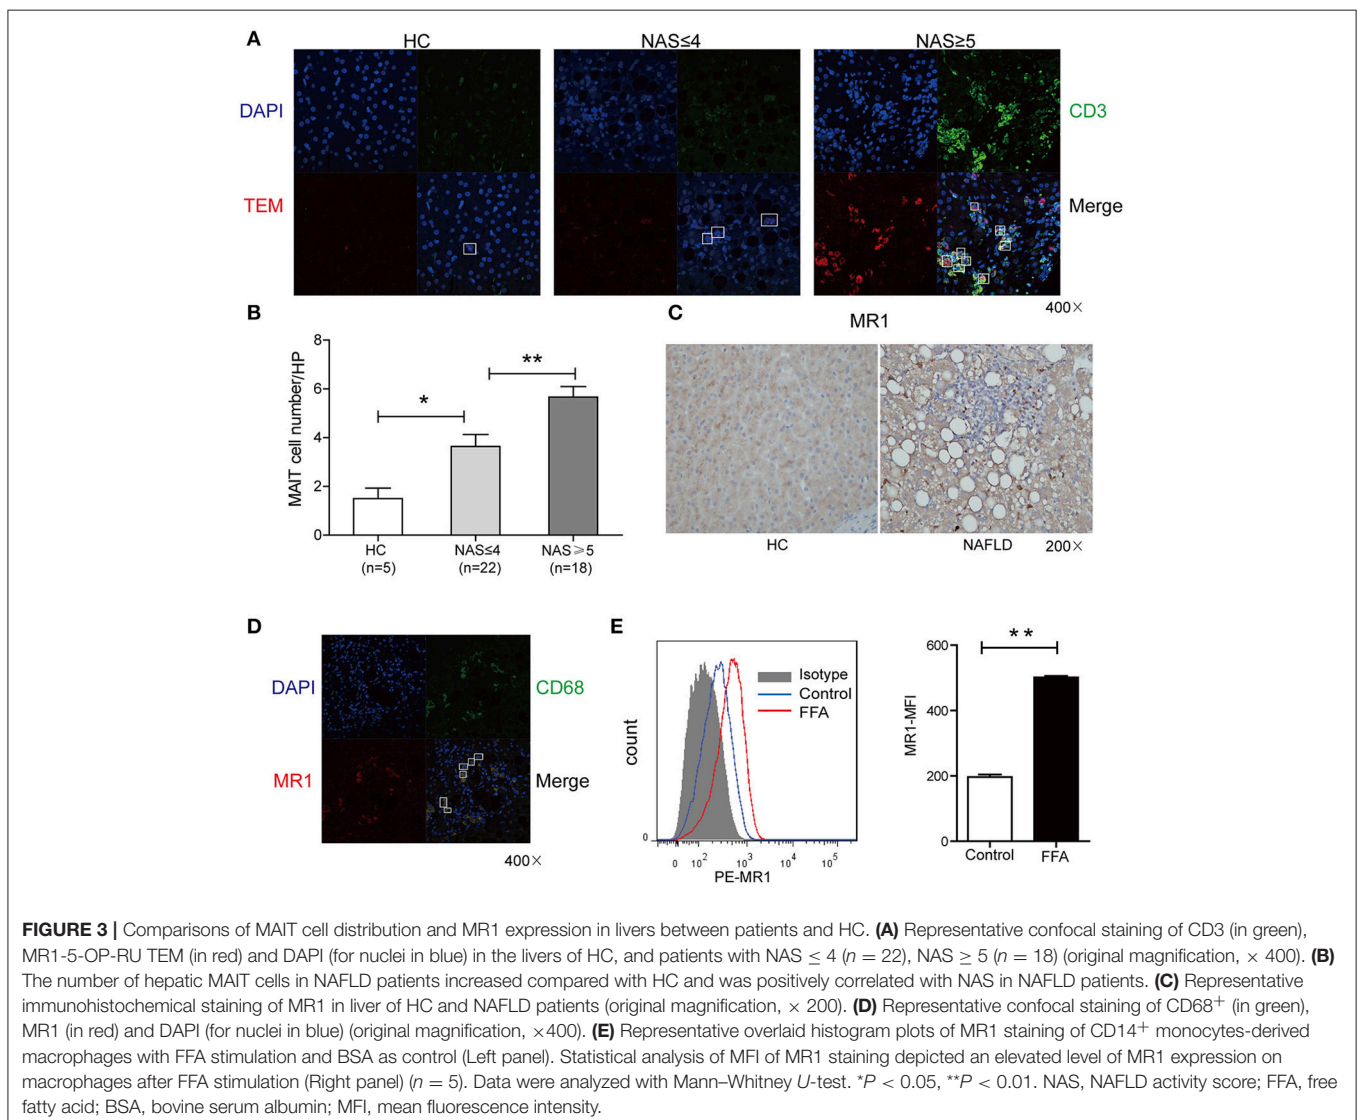 A
HC
NAS≤4
NAS≥5
DAPI
CD3
TEM
Merge
400×
B
MAIT cell number/HP
8
6
4
2
0
*
**
HC
(n=5)
NAS≤4
(n=22)
NAS≥5
(n=18)
C
MR1
HC
NAFLD
200×
D
DAPI
CD68
MR1
Merge
400×
E
count
Isotype
Control
FFA
0
0 10² 10³ 10⁴ 10⁵
PE-MR1
**
MR1-MFI
600
400
200
0
Control
FFA
FIGURE 3 | Comparisons of MAIT cell distribution and MR1 expression in livers between patients and HC. (A) Representative confocal staining of CD3 (in green),
MR1-5-OP-RU TEM (in red) and DAPI (for nuclei in blue) in the livers of HC, and patients with NAS ≤ 4 (n = 22), NAS ≥ 5 (n = 18) (original magnification, × 400). (B)
The number of hepatic MAIT cells in NAFLD patients increased compared with HC and was positively correlated with NAS in NAFLD patients. (C) Representative
immunohistochemical staining of MR1 in liver of HC and NAFLD patients (original magnification, × 200). (D) Representative confocal staining of CD68⁺ (in green),
MR1 (in red) and DAPI (for nuclei in blue) (original magnification, ×400). (E) Representative overlaid histogram plots of MR1 staining of CD14⁺ monocytes-derived
macrophages with FFA stimulation and BSA as control (Left panel). Statistical analysis of MFI of MR1 staining depicted an elevated level of MR1 expression on
macrophages after FFA stimulation (Right panel) (n = 5). Data were analyzed with Mann–Whitney U-test. *P < 0.05, **P < 0.01. NAS, NAFLD activity score; FFA, free
fatty acid; BSA, bovine serum albumin; MFI, mean fluorescence intensity.